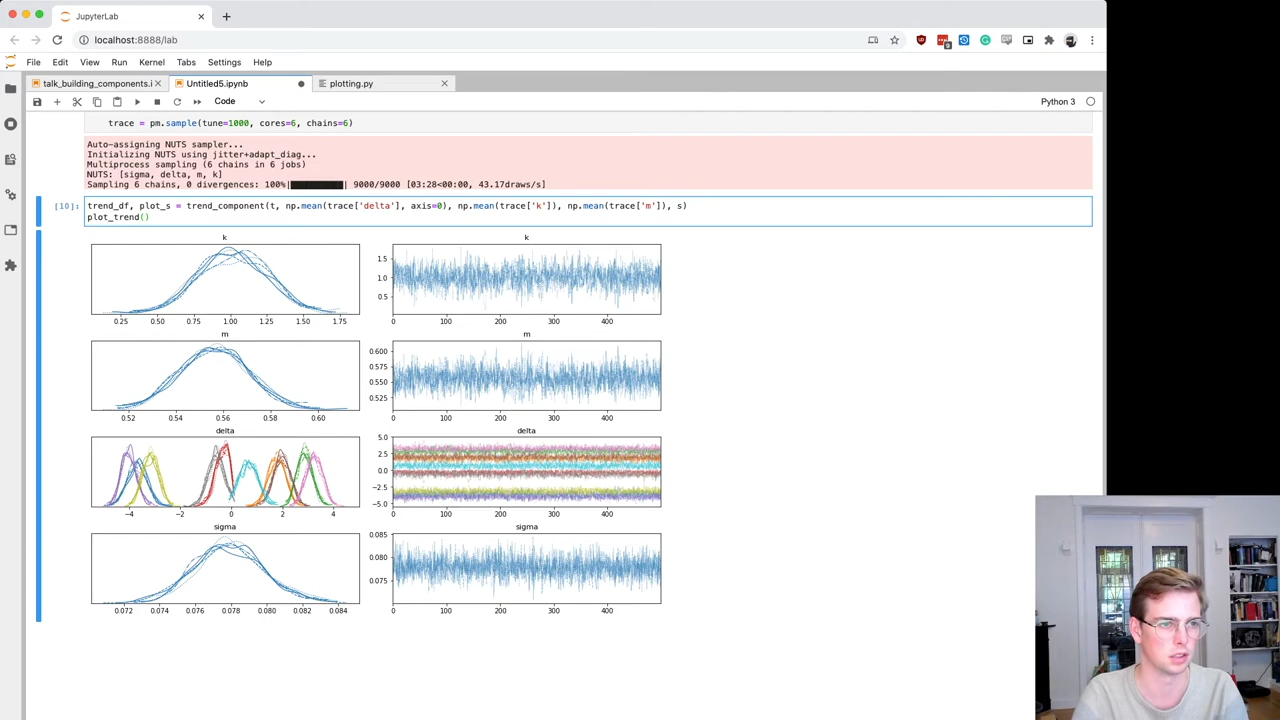 JupyterLab
localhost:8888/lab
9
File Edit View Run Kernel Tabs Settings Help
talk_building_components.i Untitled5.ipynb plotting.py
Code Python 3
trace = pm.sample(tune=1000, cores=6, chains=6)
Auto-assigning NUTS sampler...
Initializing NUTS using jitter+adapt_diag...
Multiprocess sampling (6 chains in 6 jobs)
NUTS: [sigma, delta, m, k]
Sampling 6 chains, 0 divergences: 100%|██████████| 9000/9000 [03:28<00:00, 43.17draws/s]
[10]: trend_df, plot_s = trend_component(t, np.mean(trace['delta'], axis=0), np.mean(trace['k']), np.mean(trace['m']), s)
plot_trend()
k k
1.5
1.0
0.5
0.25 0.50 0.75 1.00 1.25 1.50 1.75 0 100 200 300 400
m m
0.600
0.575
0.550
0.525
0.52 0.54 0.56 0.58 0.60 0 100 200 300 400
delta delta
5.0
2.5
0.0
−2.5
−5.0
−4 −2 0 2 4 0 100 200 300 400
sigma sigma
0.085
0.080
0.075
0.072 0.074 0.076 0.078 0.080 0.082 0.084 0 100 200 300 400